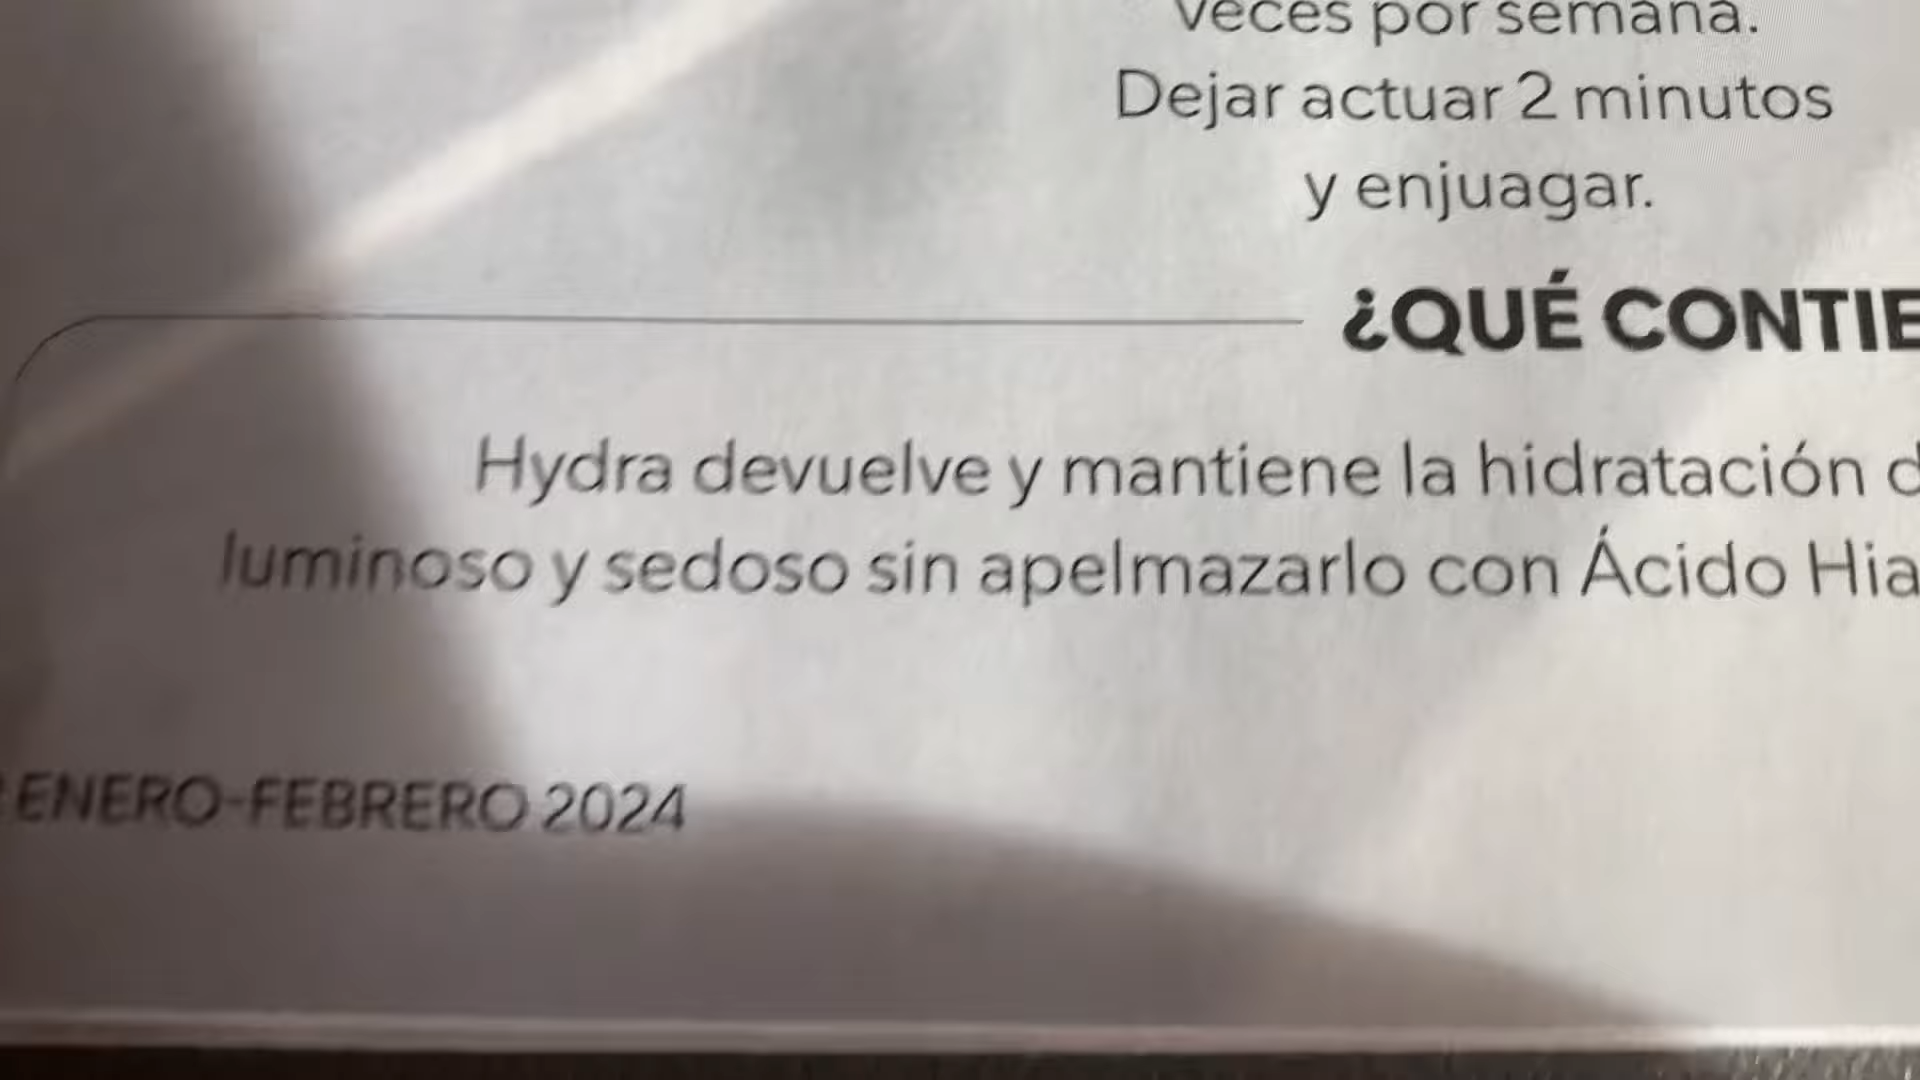 veces por semana.
Dejar actuar 2 minutos
y enjuagar.
¿QUÉ CONTIE
Hydra devuelve y mantiene la hidratación d
luminoso y sedoso sin apelmazarlo con Ácido Hia
ENERO-FEBRERO 2024